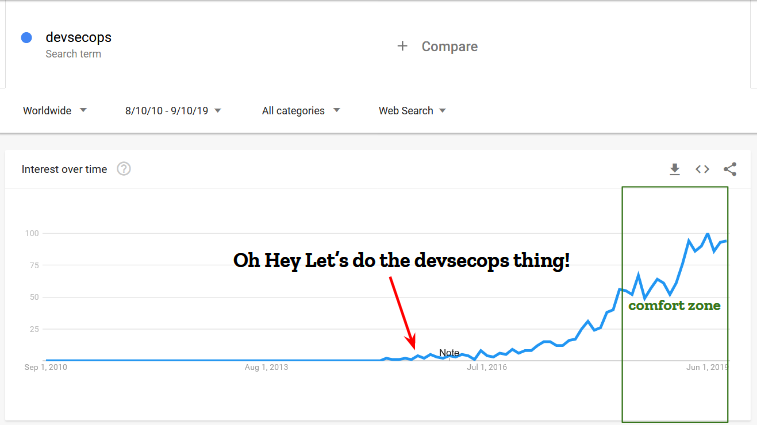 devsecops
Search term
+ Compare
Worldwide
8/10/10 - 9/10/19
All categories
Web Search
Interest over time
?
100
75
50
25
Oh Hey Let's do the devsecops thing!
comfort zone
Note
Sep 1, 2010
Aug 1, 2013
Jul 1, 2016
Jun 1, 2019